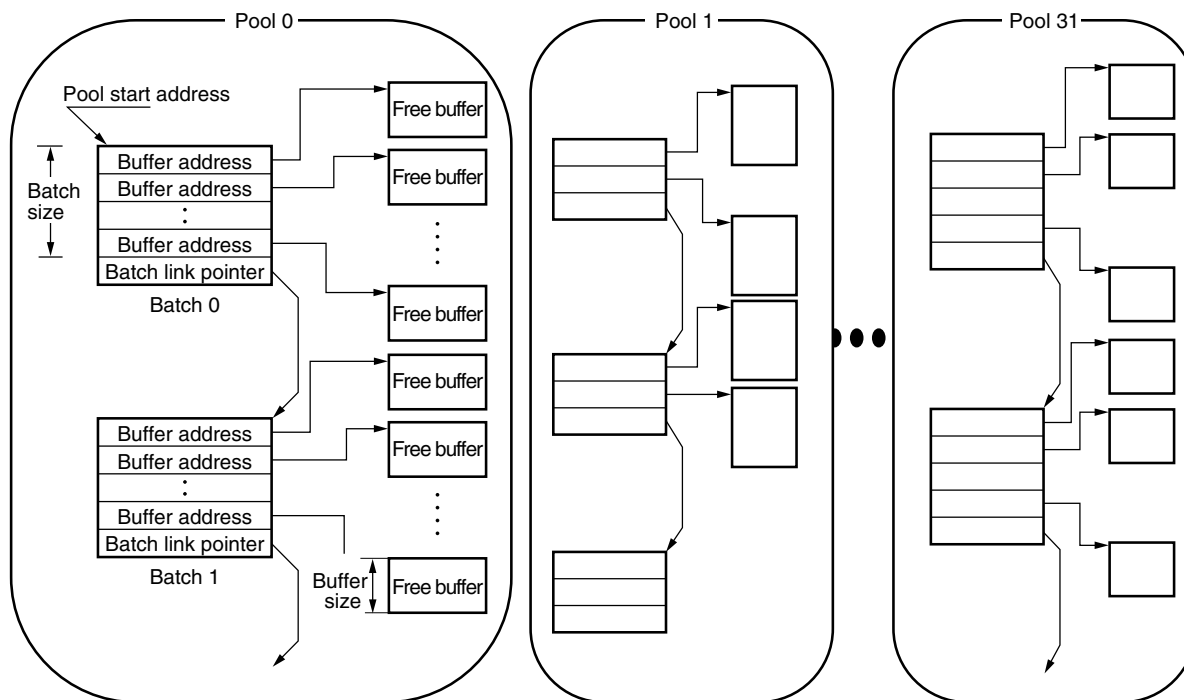 Pool 0
Pool 1
Pool 31
Pool start address
Free buffer
Buffer address
Buffer address
Free buffer
Batch
size
⋮
Buffer address
Batch link pointer
Batch 0
Free buffer
Free buffer
Buffer address
Free buffer
Buffer address
⋮
Buffer address
Batch link pointer
Batch 1
Buffer
size
Free buffer